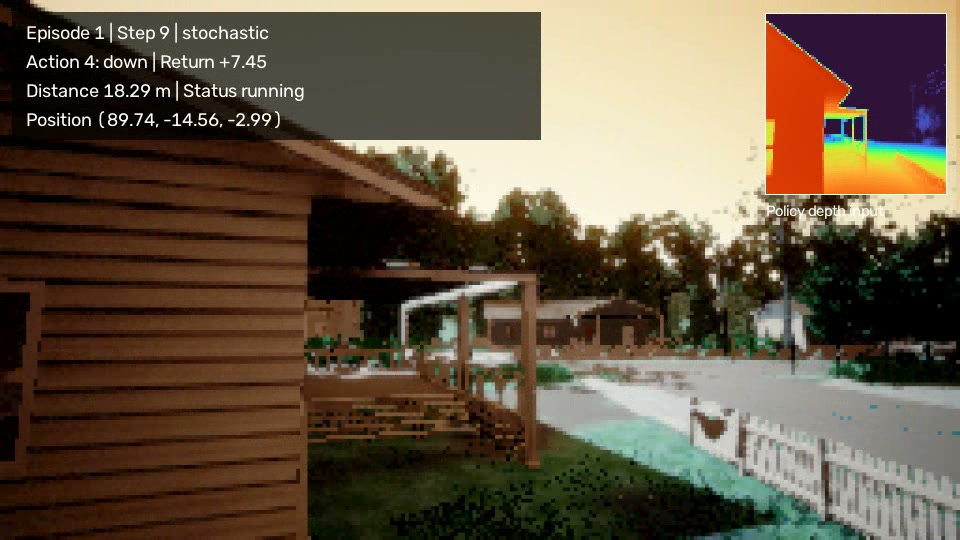 Episode 1 | Step 9 | stochastic
Action 4: down | Return +7.45
Distance 18.29 m | Status running
Position (89.74, -14.56, -2.99)
Policy depth input